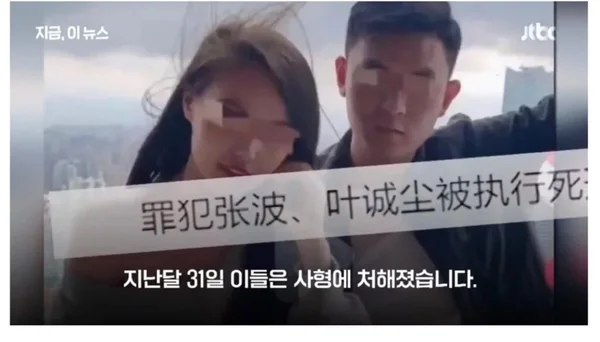 지금, 이 뉴스
jtbc
罪犯张波、叶诚尘被执行死
지난달 31일 이들은 사형에 처해졌습니다.